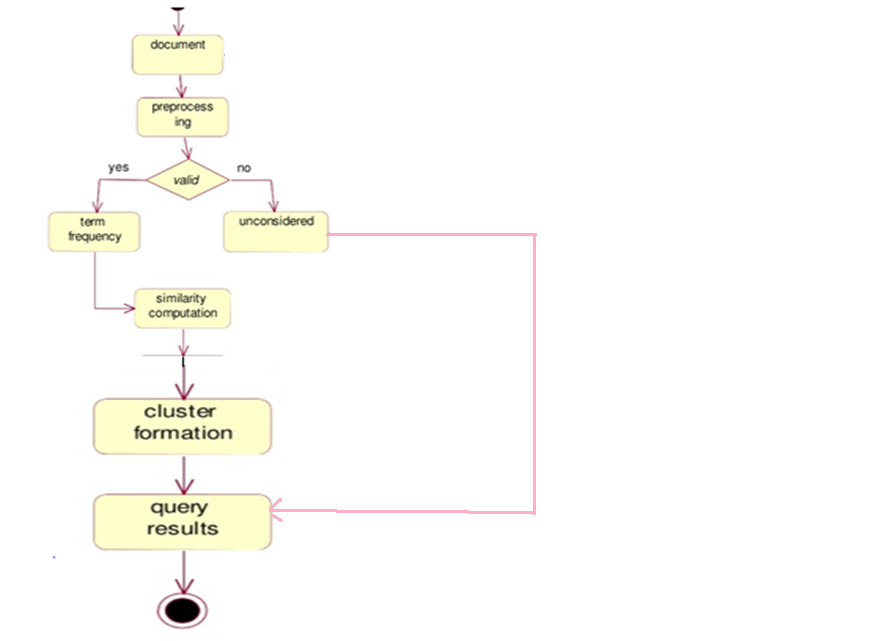 document
preprocess
ing
yes
no
valid
term
frequency
unconsidered
similarity
computation
cluster
formation
query
results